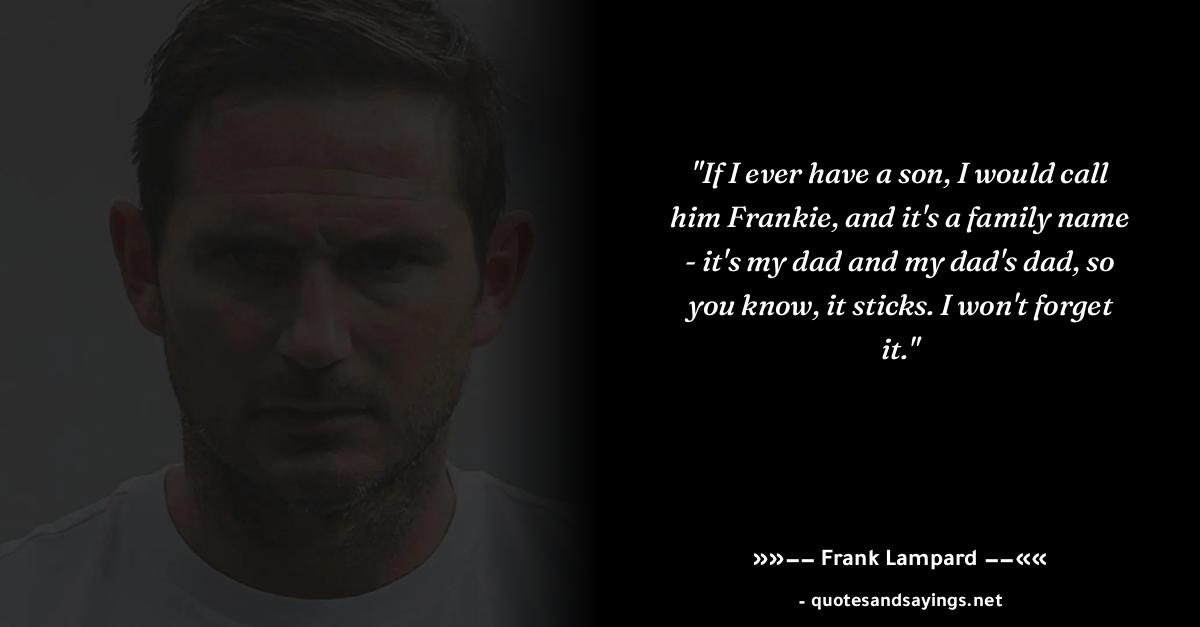 "If I ever have a son, I would call
him Frankie, and it's a family name
- it's my dad and my dad's dad, so
you know, it sticks. I won't forget
it."
»»–– Frank Lampard ––««
- quotesandsayings.net